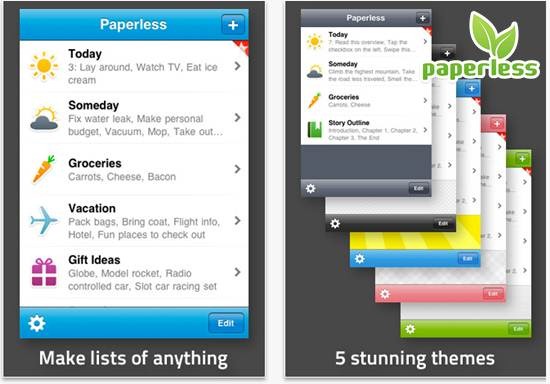 Paperless
+
Today
3: Lay around, Watch TV, Eat ice
cream
Someday
Fix water leak, Make personal
budget, Vacuum, Mop, Take out…
Groceries
Carrots, Cheese, Bacon
Vacation
Pack bags, Bring coat, Flight info,
Hotel, Fun places to check out
Gift Ideas
Globe, Model rocket, Radio
controlled car, Slot car racing set
Edit
Make lists of anything
Paperless
+
Today
7: Read this overview, Tap the
checkbox on the left, Swipe this…
Someday
Climb the highest mountain, Take
the road less traveled, Smell the…
Groceries
Carrots, Cheese
Story Outline
Introduction, Chapter 1, Chapter 2,
Chapter 3, The End
Edit
paperless
Edit
Edit
Edit
Edit
5 stunning themes